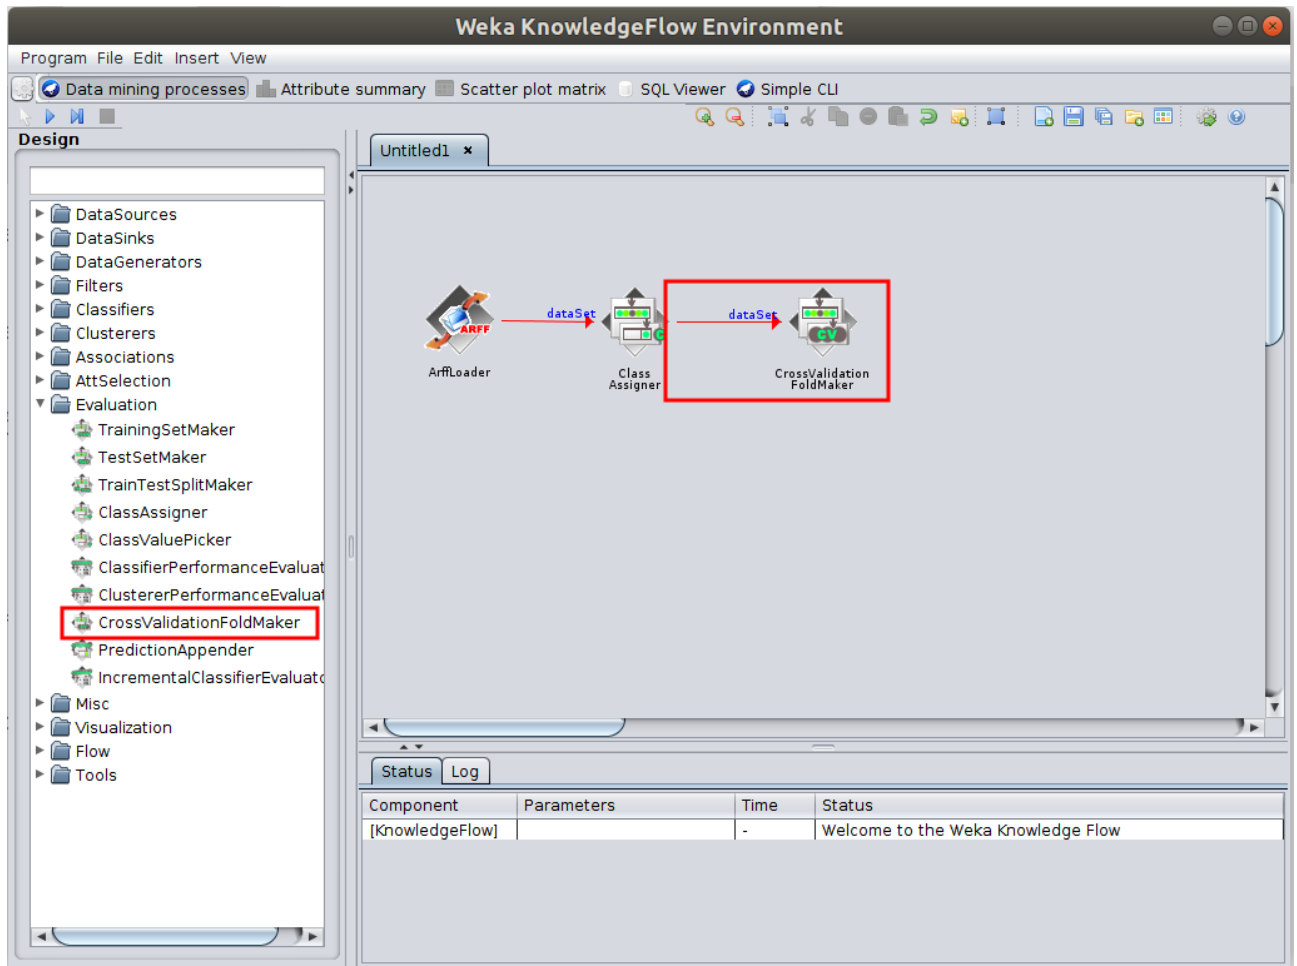 Weka KnowledgeFlow Environment
Program File Edit Insert View
Data mining processes Attribute summary Scatter plot matrix SQL Viewer Simple CLI
Design
Untitled1
DataSources
DataSinks
DataGenerators
Filters
Classifiers
Clusterers
Associations
AttSelection
Evaluation
TrainingSetMaker
TestSetMaker
TrainTestSplitMaker
ClassAssigner
ClassValuePicker
ClassifierPerformanceEvaluat
ClustererPerformanceEvaluat
CrossValidationFoldMaker
PredictionAppender
IncrementalClassifierEvaluato
Misc
Visualization
Flow
Tools
dataSet
dataSet
ARFF
C
CV
ArffLoader
Class
Assigner
CrossValidation
FoldMaker
Status Log
Component Parameters Time Status
[KnowledgeFlow] - Welcome to the Weka Knowledge Flow